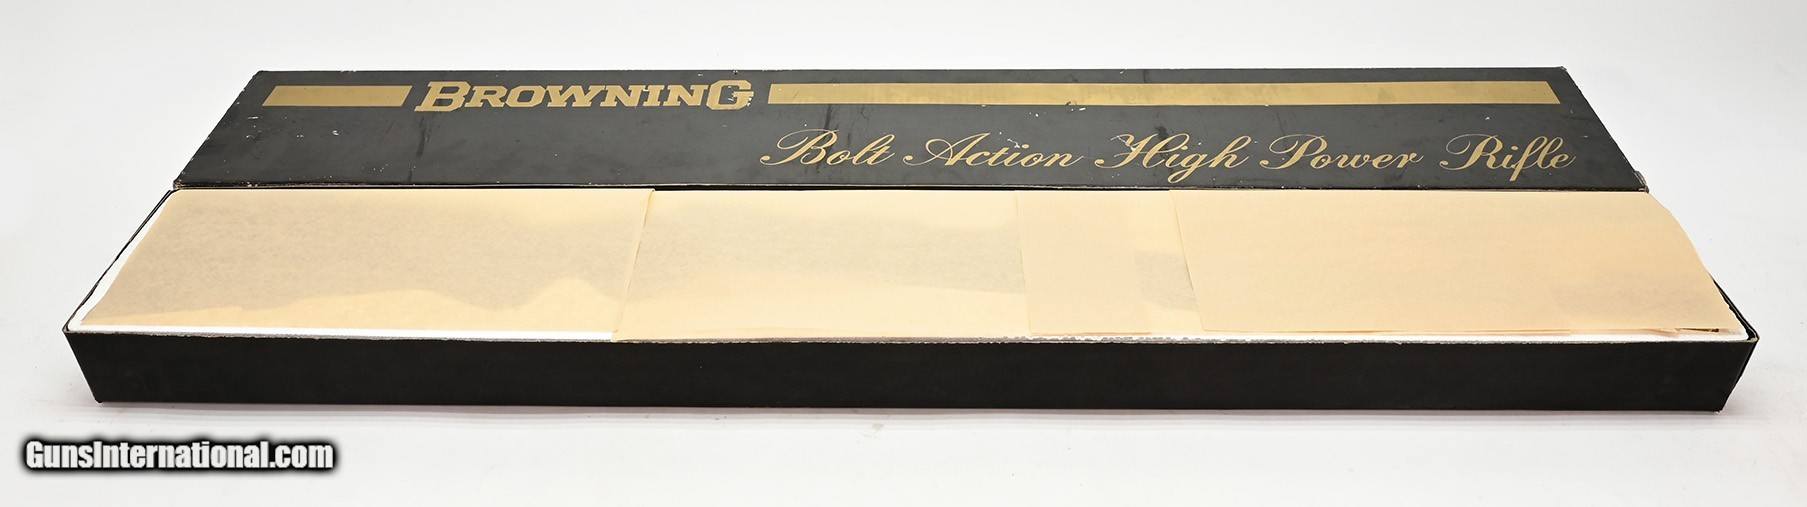 BROWNING
Bolt Action High Power Rifle
GunsInternational.com